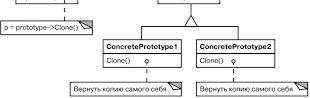 p = prototype->Clone()
ConcretePrototype1
Clone()
ConcretePrototype2
Clone()
Вернуть копию самого себя
Вернуть копию самого себя